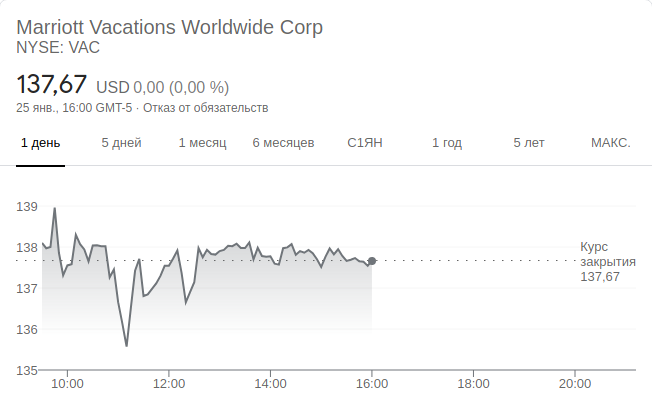 Marriott Vacations Worldwide Corp
NYSE: VAC
137,67 USD 0,00 (0,00 %)
25 янв., 16:00 GMT-5 · Отказ от обязательств
1 день 5 дней 1 месяц 6 месяцев С1ЯН 1 год 5 лет МАКС.
139
138
137
136
135
Курс
закрытия
137,67
10:00 12:00 14:00 16:00 18:00 20:00